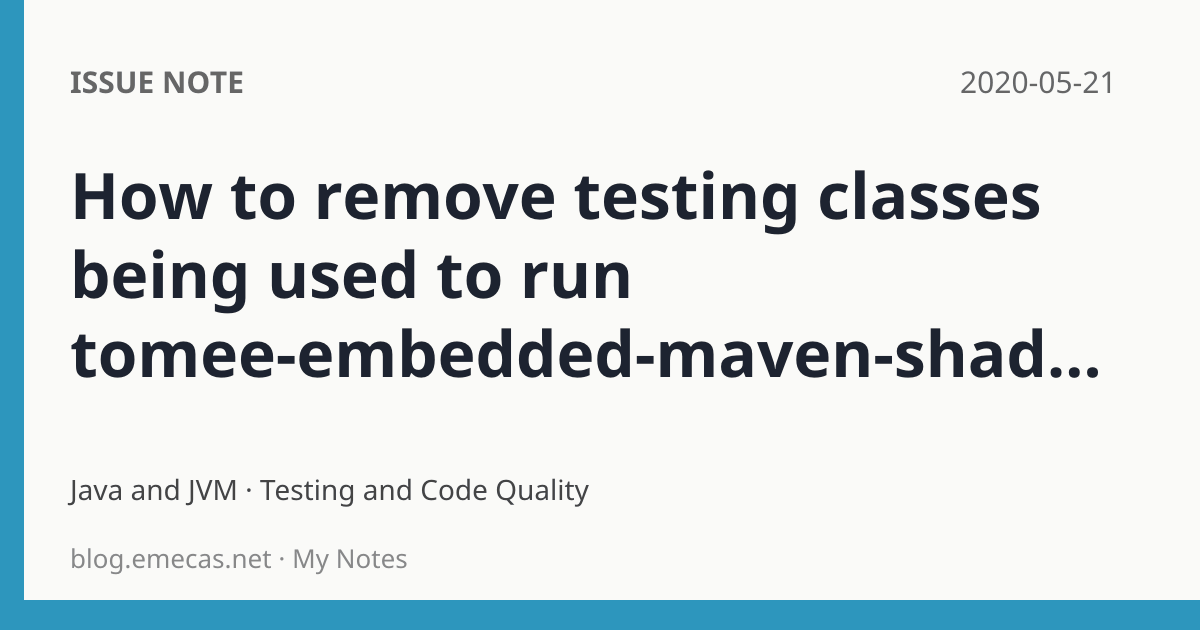 ISSUE NOTE
2020-05-21
How to remove testing classes
being used to run
tomee-embedded-maven-shad...
Java and JVM · Testing and Code Quality
blog.emecas.net · My Notes